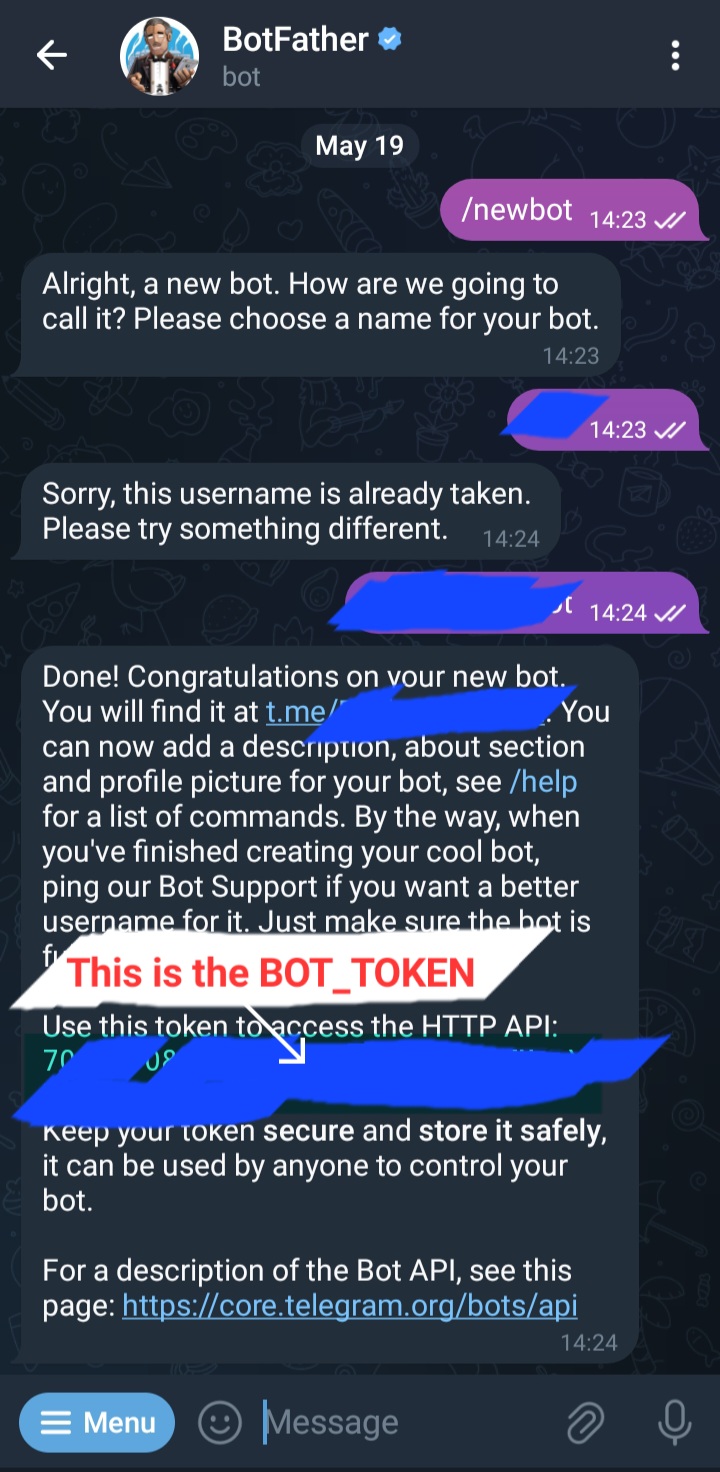 BotFather
bot
May 19
/newbot 14:23
Alright, a new bot. How are we going to
call it? Please choose a name for your bot.
14:23
14:23
Sorry, this username is already taken.
Please try something different. 14:24
14:24
Done! Congratulations on your new bot.
You will find it at t.me/ . You
can now add a description, about section
and profile picture for your bot, see /help
for a list of commands. By the way, when
you've finished creating your cool bot,
ping our Bot Support if you want a better
username for it. Just make sure the bot is
This is the BOT_TOKEN
Use this token to access the HTTP API:
Keep your token secure and store it safely,
it can be used by anyone to control your
bot.
For a description of the Bot API, see this
page: https://core.telegram.org/bots/api
14:24
Menu
Message